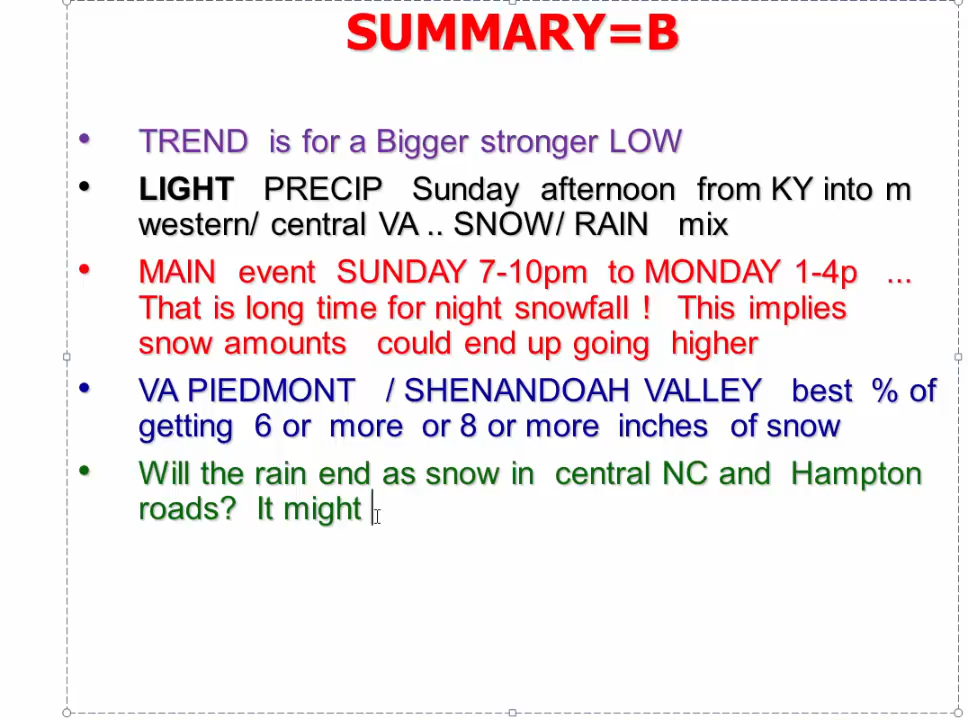 SUMMARY=B
• TREND is for a Bigger stronger LOW
• LIGHT PRECIP Sunday afternoon from KY into m
western/ central VA .. SNOW/ RAIN mix
• MAIN event SUNDAY 7-10pm to MONDAY 1-4p ...
That is long time for night snowfall ! This implies
snow amounts could end up going higher
• VA PIEDMONT / SHENANDOAH VALLEY best % of
getting 6 or more or 8 or more inches of snow
• Will the rain end as snow in central NC and Hampton
roads? It might